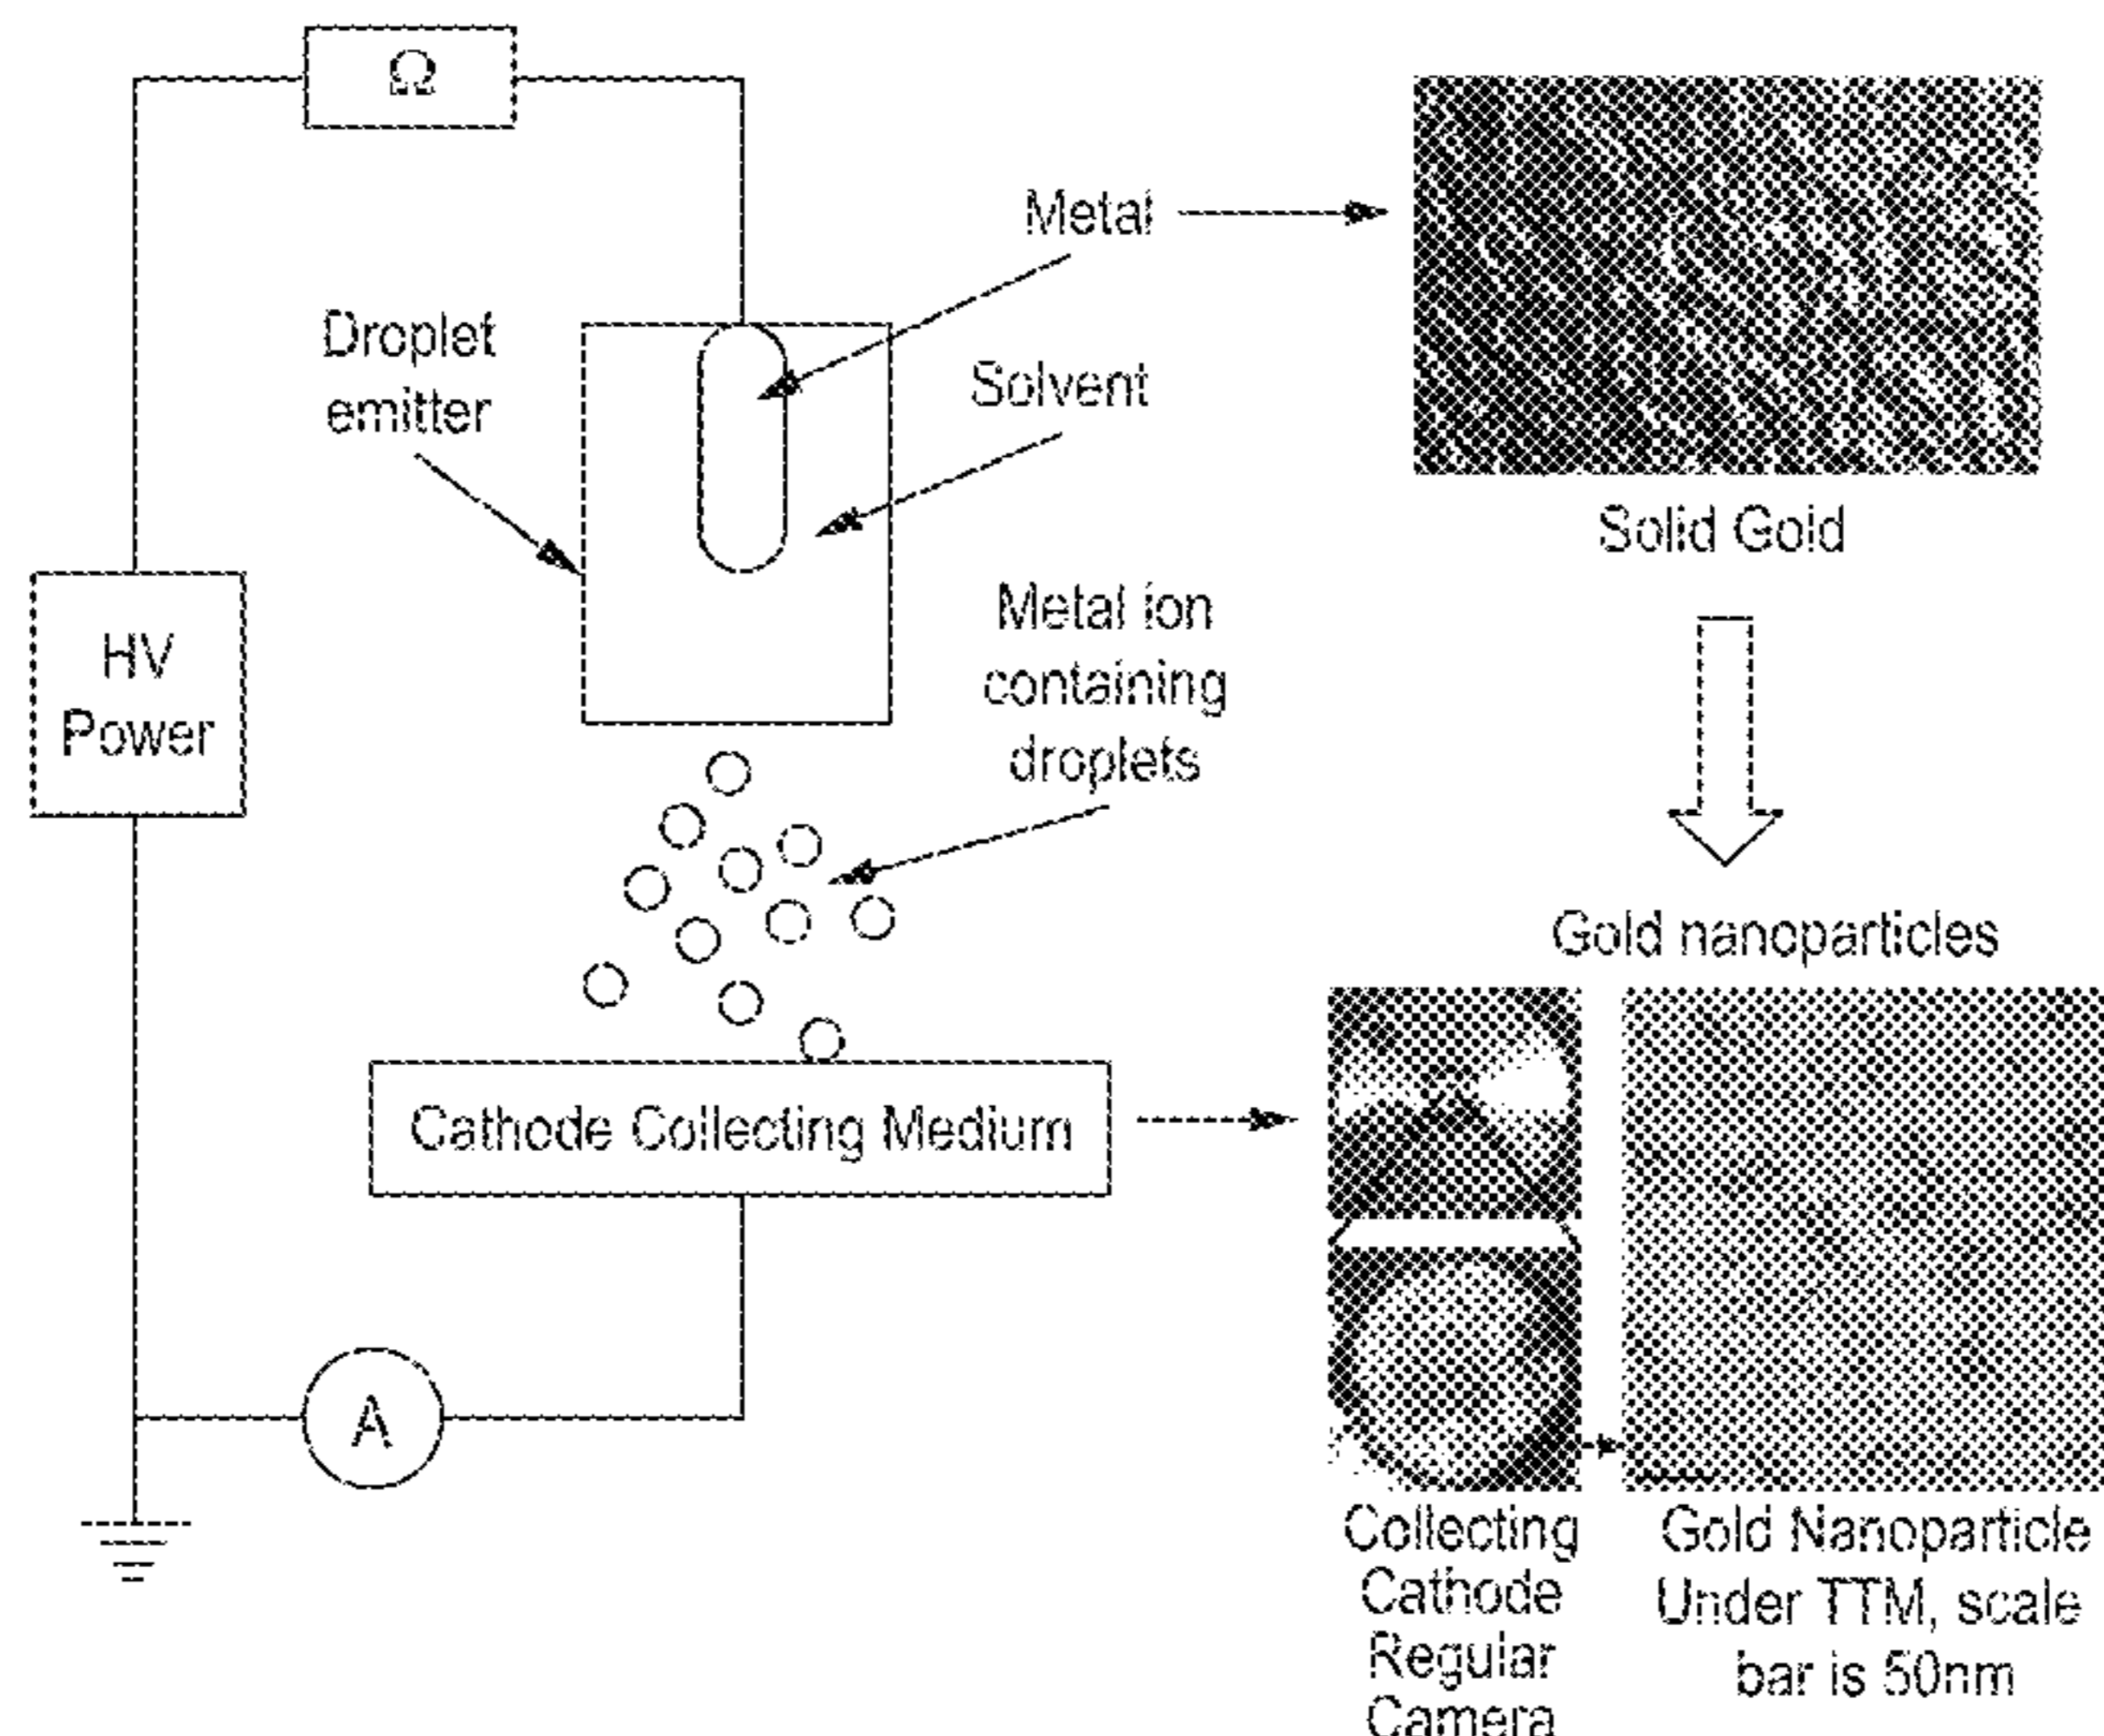 Ω
Metal
Droplet
emitter
Solvent
Solid Gold
HV
Power
Metal ion
containing
droplets
Gold nanoparticles
Cathode Collecting Medium
A
Collecting
Cathode
Regular
Camera
Gold Nanoparticle
Under TTM, scale
bar is 50nm